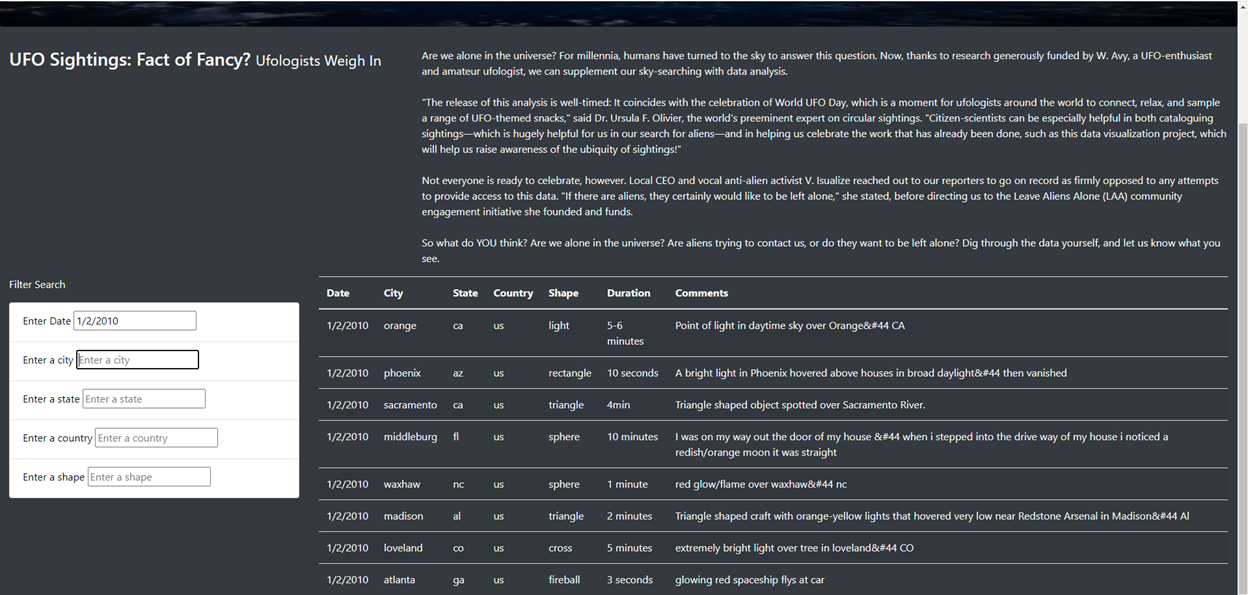 UFO Sightings: Fact of Fancy? Ufologists Weigh In
Are we alone in the universe? For millennia, humans have turned to the sky to answer this question. Now, thanks to research generously funded by W. Avy, a UFO-enthusiast
and amateur ufologist, we can supplement our sky-searching with data analysis.
"The release of this analysis is well-timed: It coincides with the celebration of World UFO Day, which is a moment for ufologists around the world to connect, relax, and sample
a range of UFO-themed snacks," said Dr. Ursula F. Olivier, the world's preeminent expert on circular sightings. "Citizen-scientists can be especially helpful in both cataloguing
sightings—which is hugely helpful for us in our search for aliens—and in helping us celebrate the work that has already been done, such as this data visualization project, which
will help us raise awareness of the ubiquity of sightings!"
Not everyone is ready to celebrate, however. Local CEO and vocal anti-alien activist V. Isualize reached out to our reporters to go on record as firmly opposed to any attempts
to provide access to this data. "If there are aliens, they certainly would like to be left alone," she stated, before directing us to the Leave Aliens Alone (LAA) community
engagement initiative she founded and funds.
So what do YOU think? Are we alone in the universe? Are aliens trying to contact us, or do they want to be left alone? Dig through the data yourself, and let us know what you
see.
Filter Search
Enter Date 1/2/2010
Enter a city Enter a city
Enter a state Enter a state
Enter a country Enter a country
Enter a shape Enter a shape
Date City State Country Shape Duration Comments
1/2/2010 orange ca us light 5-6 Point of light in daytime sky over Orange&#44 CA
minutes
1/2/2010 phoenix az us rectangle 10 seconds A bright light in Phoenix hovered above houses in broad daylight&#44 then vanished
1/2/2010 sacramento ca us triangle 4min Triangle shaped object spotted over Sacramento River.
1/2/2010 middleburg fl us sphere 10 minutes I was on my way out the door of my house &#44 when i stepped into the drive way of my house i noticed a
redish/orange moon it was straight
1/2/2010 waxhaw nc us sphere 1 minute red glow/flame over waxhaw&#44 nc
1/2/2010 madison al us triangle 2 minutes Triangle shaped craft with orange-yellow lights that hovered very low near Redstone Arsenal in Madison&#44 Al
1/2/2010 loveland co us cross 5 minutes extremely bright light over tree in loveland&#44 CO
1/2/2010 atlanta ga us fireball 3 seconds glowing red spaceship flys at car